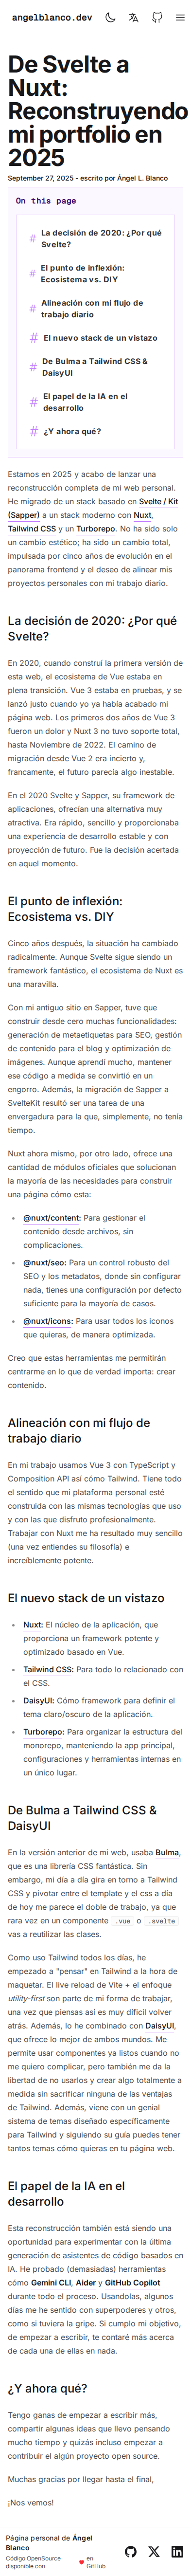 angelblanco.dev
De Svelte a
Nuxt:
Reconstruyendo
mi portfolio en
2025
September 27, 2025 - escrito por Ángel L. Blanco
On this page
# La decisión de 2020: ¿Por qué
Svelte?
# El punto de inflexión:
Ecosistema vs. DIY
# Alineación con mi flujo de
trabajo diario
# El nuevo stack de un vistazo
# De Bulma a Tailwind CSS &
DaisyUI
# El papel de la IA en el
desarrollo
# ¿Y ahora qué?
Estamos en 2025 y acabo de lanzar una
reconstrucción completa de mi web personal.
He migrado de un stack basado en Svelte / Kit
(Sapper) a un stack moderno con Nuxt,
Tailwind CSS y un Turborepo. No ha sido solo
un cambio estético; ha sido un cambio total,
impulsada por cinco años de evolución en el
panorama frontend y el deseo de alinear mis
proyectos personales con mi trabajo diario.
La decisión de 2020: ¿Por qué
Svelte?
En 2020, cuando construí la primera versión de
esta web, el ecosistema de Vue estaba en
plena transición. Vue 3 estaba en pruebas, y se
lanzó justo cuando yo ya había acabado mi
página web. Los primeros dos años de Vue 3
fueron un dolor y Nuxt 3 no tuvo soporte total,
hasta Noviembre de 2022. El camino de
migración desde Vue 2 era incierto y,
francamente, el futuro parecía algo inestable.
En el 2020 Svelte y Sapper, su framework de
aplicaciones, ofrecían una alternativa muy
atractiva. Era rápido, sencillo y proporcionaba
una experiencia de desarrollo estable y con
proyección de futuro. Fue la decisión acertada
en aquel momento.
El punto de inflexión:
Ecosistema vs. DIY
Cinco años después, la situación ha cambiado
radicalmente. Aunque Svelte sigue siendo un
framework fantástico, el ecosistema de Nuxt es
una maravilla.
Con mi antiguo sitio en Sapper, tuve que
construir desde cero muchas funcionalidades:
generación de metaetiquetas para SEO, gestión
de contenido para el blog y optimización de
imágenes. Aunque aprendí mucho, mantener
ese código a medida se convirtió en un
engorro. Además, la migración de Sapper a
SvelteKit resultó ser una tarea de una
envergadura para la que, simplemente, no tenía
tiempo.
Nuxt ahora mismo, por otro lado, ofrece una
cantidad de módulos oficiales que solucionan
la mayoría de las necesidades para construir
una página cómo esta:
• @nuxt/content: Para gestionar el
contenido desde archivos, sin
complicaciones.
• @nuxt/seo: Para un control robusto del
SEO y los metadatos, donde sin configurar
nada, tienes una configuración por defecto
suficiente para la mayoría de casos.
• @nuxt/icons: Para usar todos los iconos
que quieras, de manera optimizada.
Creo que estas herramientas me permitirán
centrarme en lo que de verdad importa: crear
contenido.
Alineación con mi flujo de
trabajo diario
En mi trabajo usamos Vue 3 con TypeScript y
Composition API así cómo Tailwind. Tiene todo
el sentido que mi plataforma personal esté
construida con las mismas tecnologías que uso
y con las que disfruto profesionalmente.
Trabajar con Nuxt me ha resultado muy sencillo
(una vez entiendes su filosofía) e
increíblemente potente.
El nuevo stack de un vistazo
• Nuxt: El núcleo de la aplicación, que
proporciona un framework potente y
optimizado basado en Vue.
• Tailwind CSS: Para todo lo relacionado con
el CSS.
• DaisyUI: Cómo framework para definir el
tema claro/oscuro de la aplicación.
• Turborepo: Para organizar la estructura del
monorepo, manteniendo la app principal,
configuraciones y herramientas internas en
un único lugar.
De Bulma a Tailwind CSS &
DaisyUI
En la versión anterior de mi web, usaba Bulma,
que es una librería CSS fantástica. Sin
embargo, mi día a día gira en torno a Tailwind
CSS y pivotar entre el template y el css a día
de hoy me parece el doble de trabajo, ya que
rara vez en un componente .vue o .svelte
vas a reutilizar las clases.
Como uso Tailwind todos los días, he
empezado a "pensar" en Tailwind a la hora de
maquetar. El live reload de Vite + el enfoque
utility-first son parte de mi forma de trabajar,
una vez que piensas así es muy difícil volver
atrás. Además, lo he combinado con DaisyUI,
que ofrece lo mejor de ambos mundos. Me
permite usar componentes ya listos cuando no
me quiero complicar, pero también me da la
libertad de no usarlos y crear algo totalmente a
medida sin sacrificar ninguna de las ventajas
de Tailwind. Además, viene con un genial
sistema de temas diseñado específicamente
para Tailwind y siguiendo su guía puedes tener
tantos temas cómo quieras en tu página web.
El papel de la IA en el
desarrollo
Esta reconstrucción también está siendo una
oportunidad para experimentar con la última
generación de asistentes de código basados en
IA. He probado (demasiadas) herramientas
cómo Gemini CLI, Aider y GitHub Copilot
durante todo el proceso. Usandolas, algunos
días me he sentido con superpoderes y otros,
como si tuviera la gripe. Si cumplo mi objetivo,
de empezar a escribir, te contaré más acerca
de cada una de ellas en nada.
¿Y ahora qué?
Tengo ganas de empezar a escribir más,
compartir algunas ideas que llevo pensando
mucho tiempo y quizás incluso empezar a
contribuir el algún proyecto open source.
Muchas gracias por llegar hasta el final,
¡Nos vemos!
Página personal de Ángel
Blanco
Código OpenSource
disponible con ❤ en
GitHub